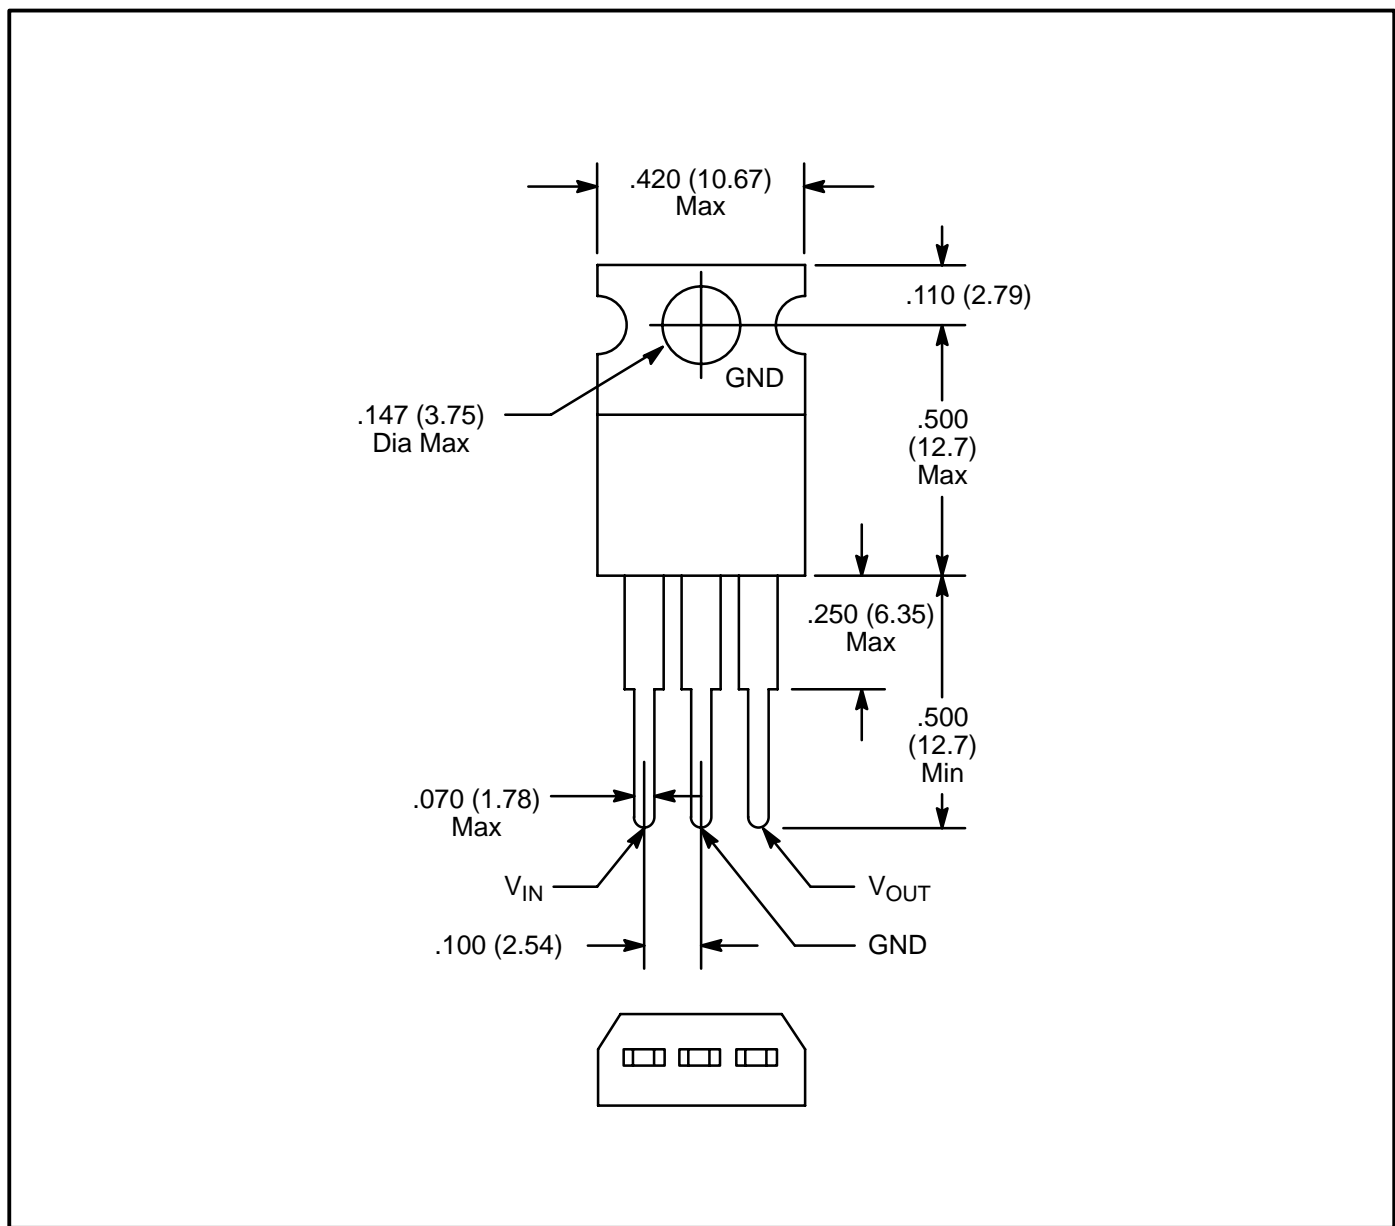 .420 (10.67)
Max
.110 (2.79)
GND
.147 (3.75)
Dia Max
.500
(12.7)
Max
.250 (6.35)
Max
.500
(12.7)
Min
.070 (1.78)
Max
VIN
VOUT
.100 (2.54)
GND